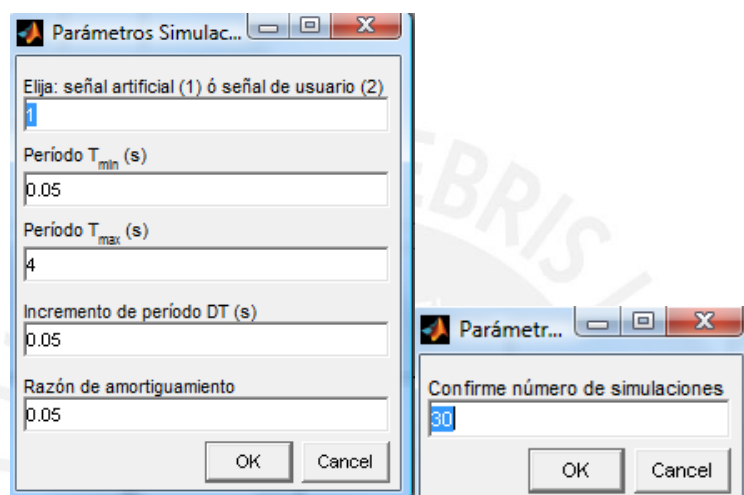 Parámetros Simulac...
Elija: señal artificial (1) ó señal de usuario (2)
1
Período Tmin (s)
0.05
Período Tmax (s)
4
Incremento de período DT (s)
0.05
Razón de amortiguamiento
0.05
OK Cancel
Parámetr...
Confirme número de simulaciones
30
OK Cancel